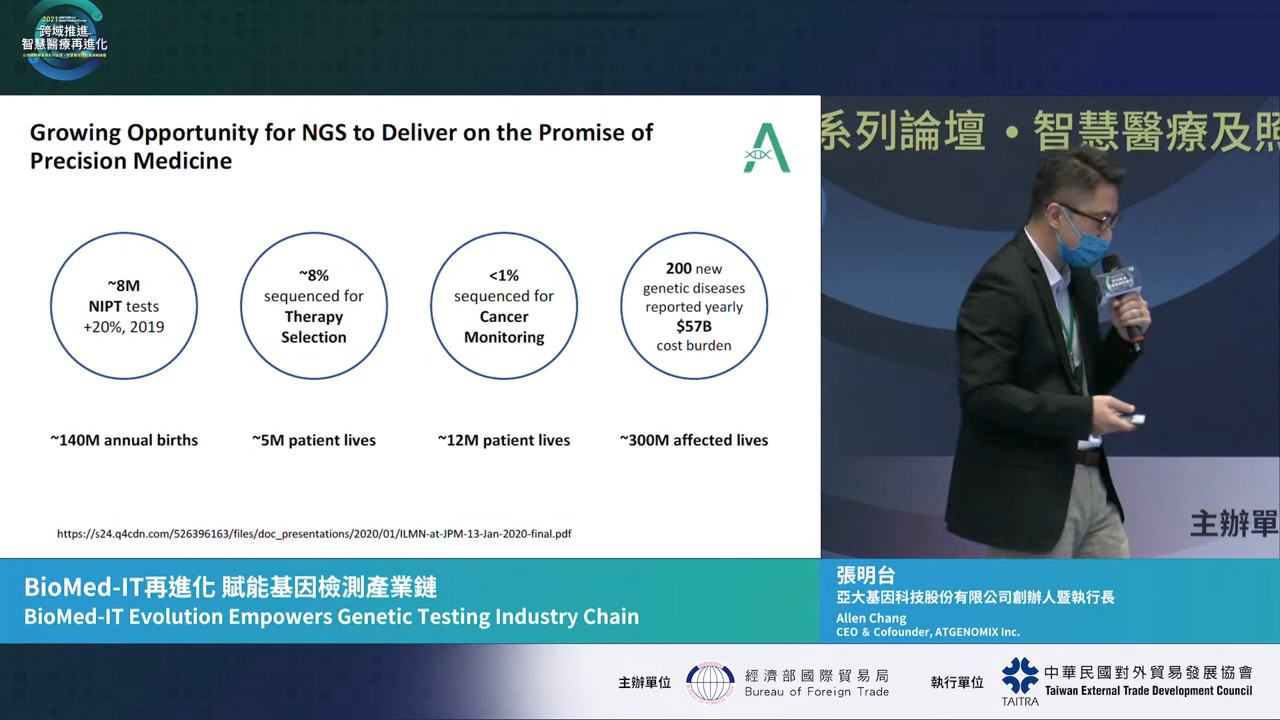 2021
跨域推進
智慧醫療再進化
Growing Opportunity for NGS to Deliver on the Promise of
Precision Medicine
~8M
NIPT tests
+20%, 2019
~8%
sequenced for
Therapy
Selection
<1%
sequenced for
Cancer
Monitoring
200 new
genetic diseases
reported yearly
$57B
cost burden
~140M annual births
~5M patient lives
~12M patient lives
~300M affected lives
https://s24.q4cdn.com/526396163/files/doc_presentations/2020/01/ILMN-at-JPM-13-Jan-2020-final.pdf
系列論壇•智慧醫療及照
主辦單
BioMed-IT再進化 賦能基因檢測產業鏈
BioMed-IT Evolution Empowers Genetic Testing Industry Chain
張明台
亞大基因科技股份有限公司創辦人暨執行長
Allen Chang
CEO & Cofounder, ATGENOMIX Inc.
主辦單位
經濟部國際貿易局
Bureau of Foreign Trade
執行單位
TAITRA
中華民國對外貿易發展協會
Taiwan External Trade Development Council